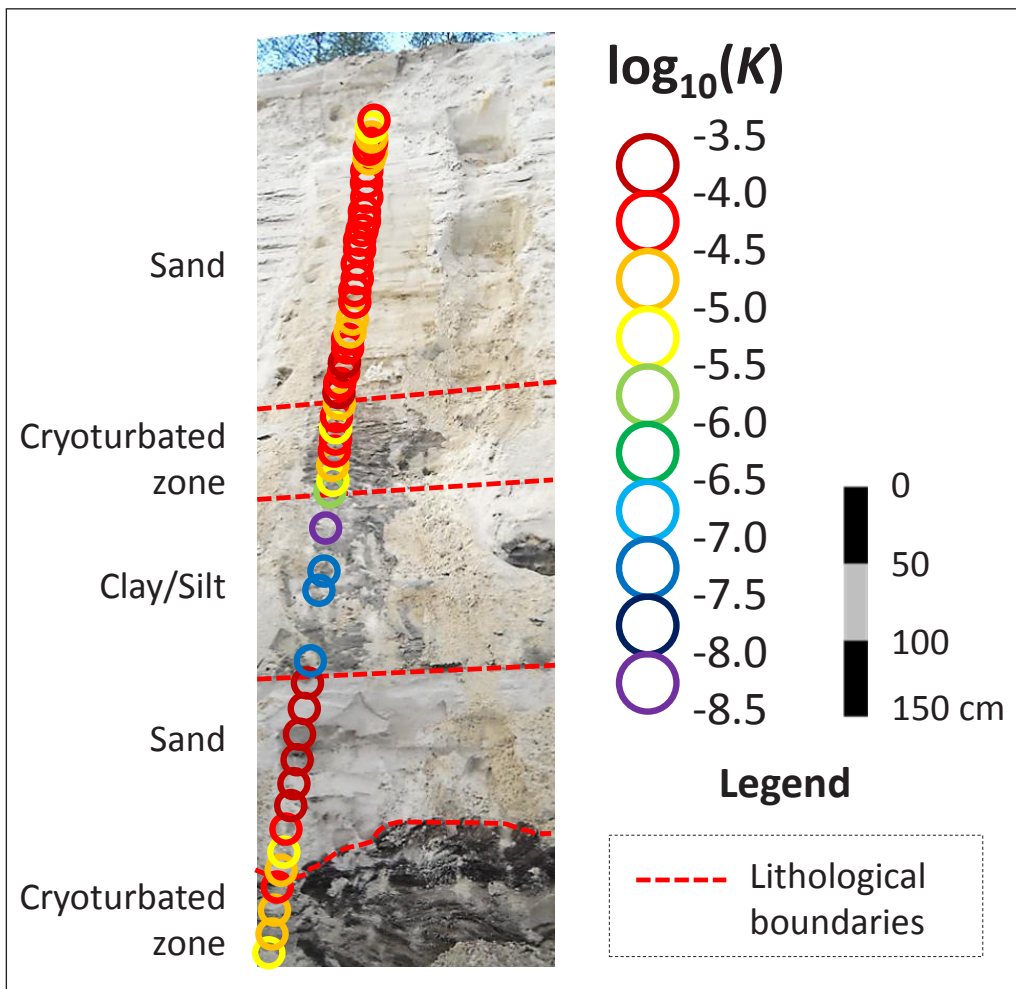 log10(K)
-3.5
-4.0
-4.5
-5.0
-5.5
-6.0
-6.5
-7.0
-7.5
-8.0
-8.5
Sand
Cryoturbated
zone
Clay/Silt
Sand
Cryoturbated
zone
0
50
100
150 cm
Legend
Lithological
boundaries